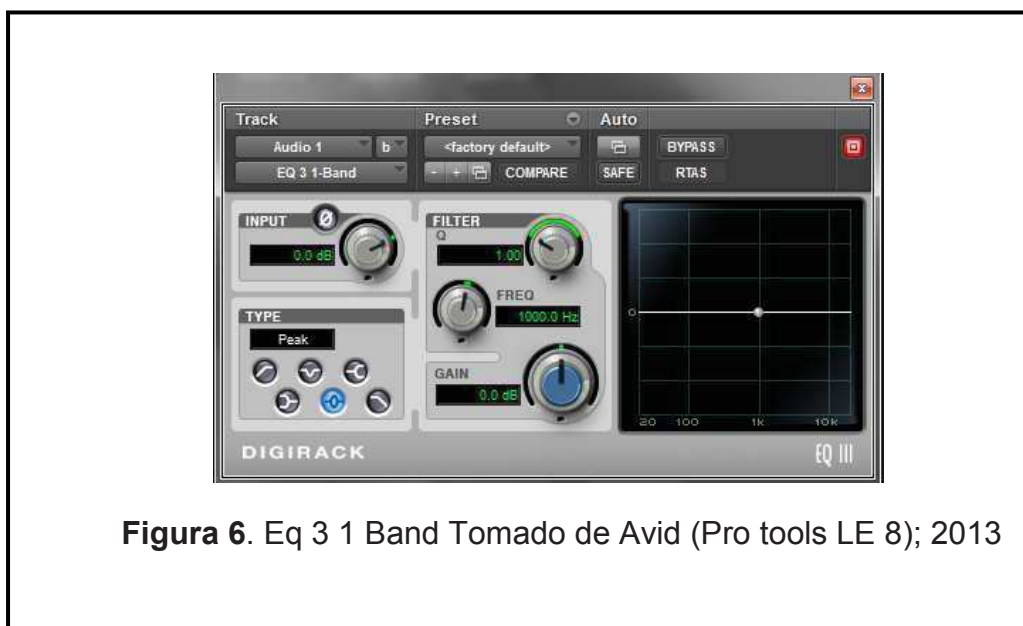 Track Preset Auto
Audio 1 b <factory default> BYPASS
EQ 3 1-Band - + COMPARE SAFE RTAS
INPUT Ø
0.0 dB
TYPE
Peak
FILTER
Q
1.00
FREQ
1000.0 Hz
GAIN
0.0 dB
0
20 100 1k 10k
DIGIRACK EQ III
Figura 6. Eq 3 1 Band Tomado de Avid (Pro tools LE 8); 2013